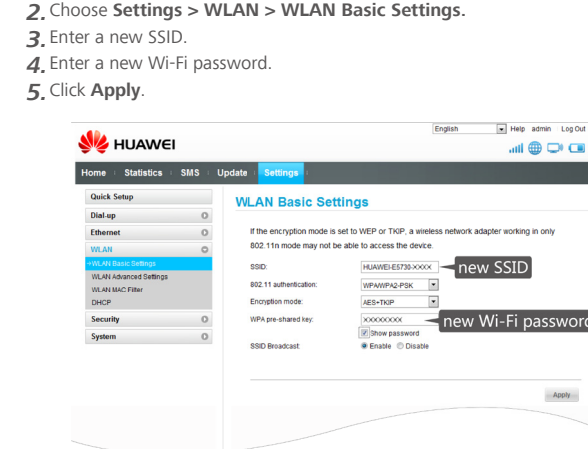 2. Choose Settings > WLAN > WLAN Basic Settings.
3. Enter a new SSID.
4. Enter a new Wi-Fi password.
5. Click Apply.
English Help admin Log Out
HUAWEI
Home Statistics SMS Update Settings
Quick Setup
Dial-up
Ethernet
WLAN
WLAN Basic Settings
WLAN Advanced Settings
WLAN MAC Filter
DHCP
Security
System
WLAN Basic Settings
If the encryption mode is set to WEP or TKIP, a wireless network adapter working in only
802.11n mode may not be able to access the device.
SSID: HUAWEI-E5730-XXXX new SSID
802.11 authentication: WPA/WPA2-PSK
Encryption mode: AES+TKIP
WPA pre-shared key: XXXXXXXX new Wi-Fi password
Show password
SSID Broadcast: Enable Disable
Apply